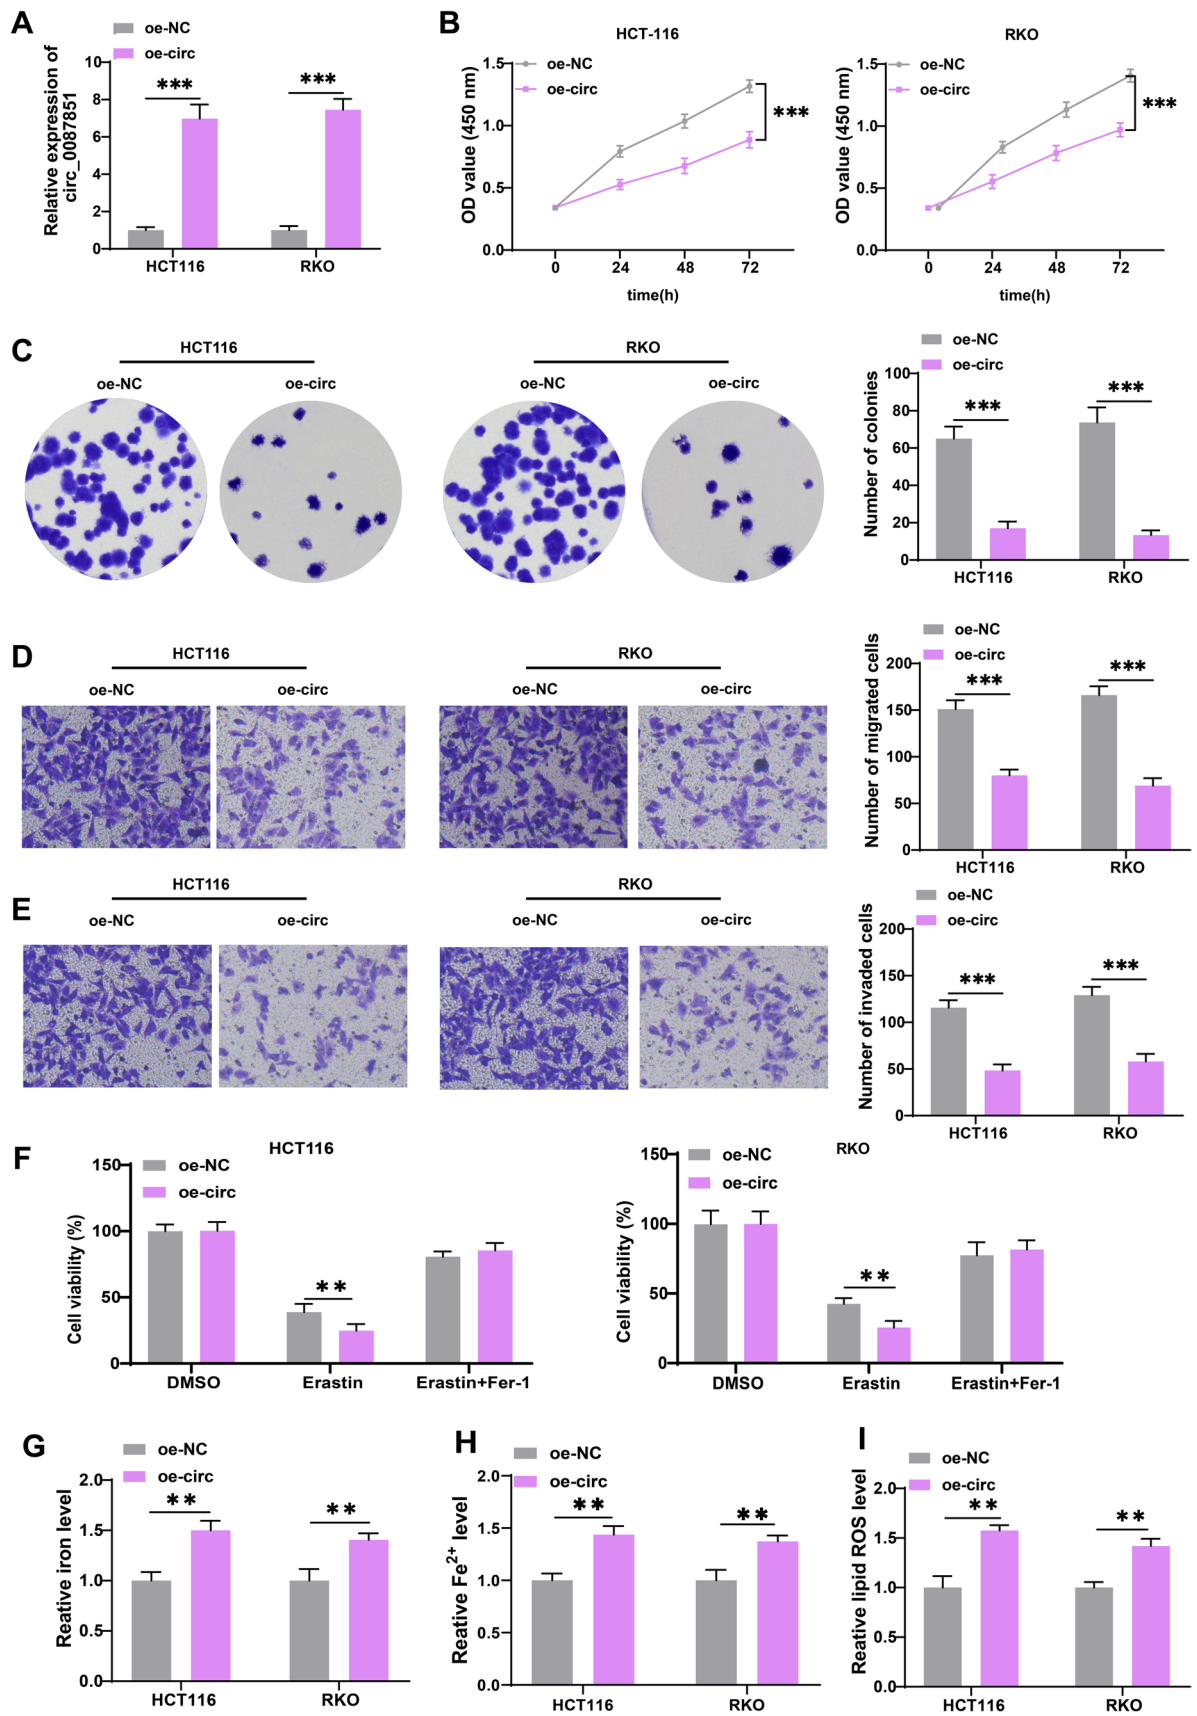 A
oe-NC
oe-circ
Relative expression of
circ_0087851
10
8
6
4
2
0
***
***
HCT116
RKO
B
HCT-116
oe-NC
oe-circ
OD value (450 nm)
1.5
1.0
0.5
0.0
***
0
24
48
72
time(h)
RKO
oe-NC
oe-circ
OD value (450 nm)
1.5
1.0
0.5
0.0
***
0
24
48
72
time(h)
C
HCT116
oe-NC
oe-circ
RKO
oe-NC
oe-circ
oe-NC
oe-circ
Number of colonies
100
80
60
40
20
0
***
***
HCT116
RKO
D
HCT116
oe-NC
oe-circ
RKO
oe-NC
oe-circ
oe-NC
oe-circ
Number of migrated cells
200
150
100
50
0
***
***
HCT116
RKO
E
HCT116
oe-NC
oe-circ
RKO
oe-NC
oe-circ
oe-NC
oe-circ
Number of invaded cells
200
150
100
50
0
***
***
HCT116
RKO
F
HCT116
oe-NC
oe-circ
Cell viability (%)
150
100
50
0
**
DMSO
Erastin
Erastin+Fer-1
RKO
oe-NC
oe-circ
Cell viability (%)
150
100
50
0
**
DMSO
Erastin
Erastin+Fer-1
G
oe-NC
oe-circ
Reative iron level
2.0
1.5
1.0
0.5
0.0
**
**
HCT116
RKO
H
oe-NC
oe-circ
Reative Fe²⁺ level
2.0
1.5
1.0
0.5
0.0
**
**
HCT116
RKO
I
oe-NC
oe-circ
Reative lipid ROS level
2.0
1.5
1.0
0.5
0.0
**
**
HCT116
RKO